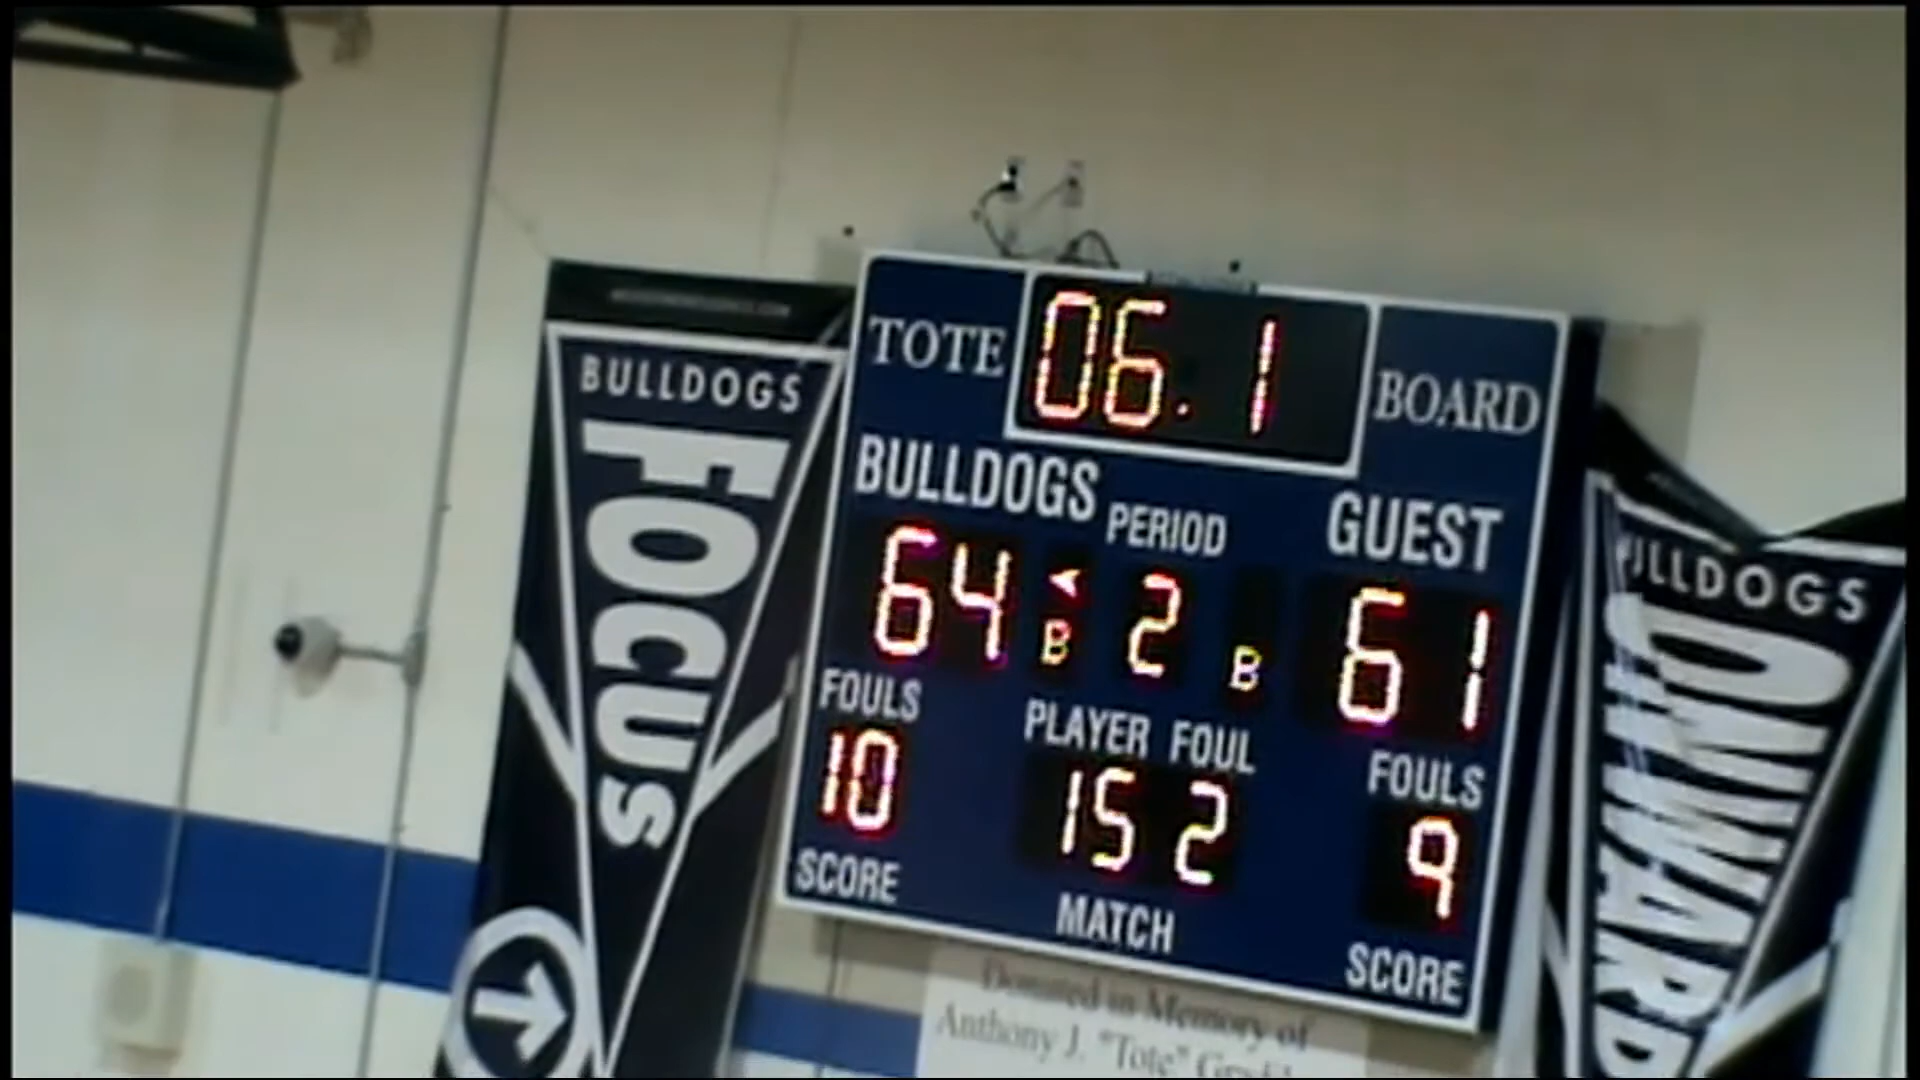 BULLDOGS
FOCUS
TOTE 06.1 BOARD
BULLDOGS PERIOD GUEST
64 B 2 B 61
FOULS PLAYER FOUL FOULS
10 15 2 9
SCORE MATCH SCORE
Donated in Memory of
Anthony J. "Tote"
BULLDOGS
ONWARD